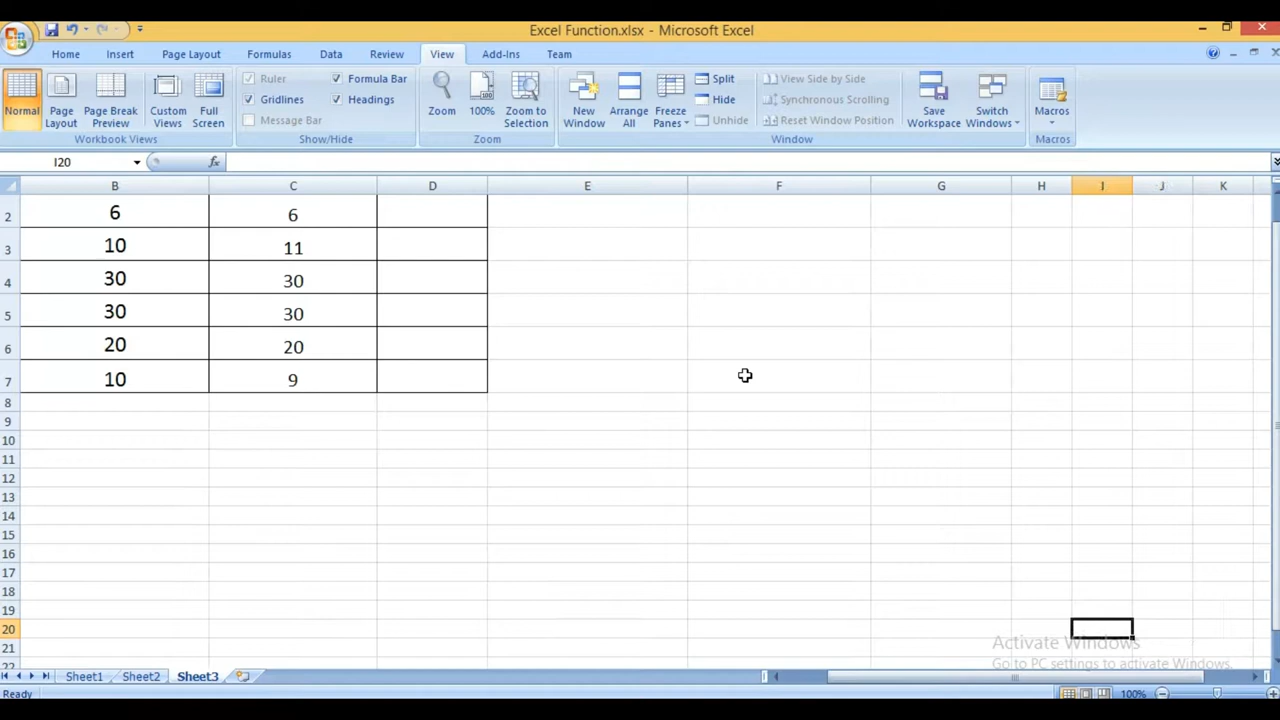 Excel Function.xlsx - Microsoft Excel
Home Insert Page Layout Formulas Data Review View Add-Ins Team
Normal
Page Layout
Page Break Preview
Custom Views
Full Screen
Workbook Views
Ruler
Gridlines
Message Bar
Formula Bar
Headings
Show/Hide
Zoom
100%
Zoom to Selection
Zoom
New Window
Arrange All
Freeze Panes
Split
Hide
Unhide
View Side by Side
Synchronous Scrolling
Reset Window Position
Window
Save Workspace
Switch Windows
Macros
Macros
I20 fx
B C D E F G H I J K
2 6 6
3 10 11
4 30 30
5 30 30
6 20 20
7 10 9
8
9
10
11
12
13
14
15
16
17
18
19
20
21
22
Activate Windows
Go to PC settings to activate Windows.
Sheet1 Sheet2 Sheet3
Ready 100%